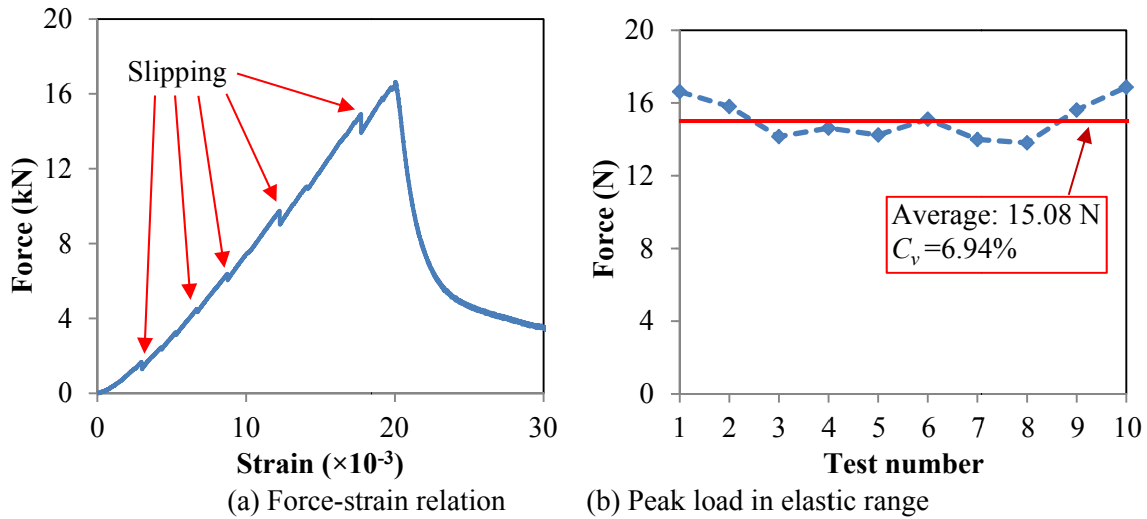 20
16
12
8
4
0
Force (kN)
Slipping
0 10 20 30
Strain (×10⁻³)
(a) Force-strain relation
20
16
12
8
4
0
Force (N)
Average: 15.08 N
Cᵥ =6.94%
1 2 3 4 5 6 7 8 9 10
Test number
(b) Peak load in elastic range